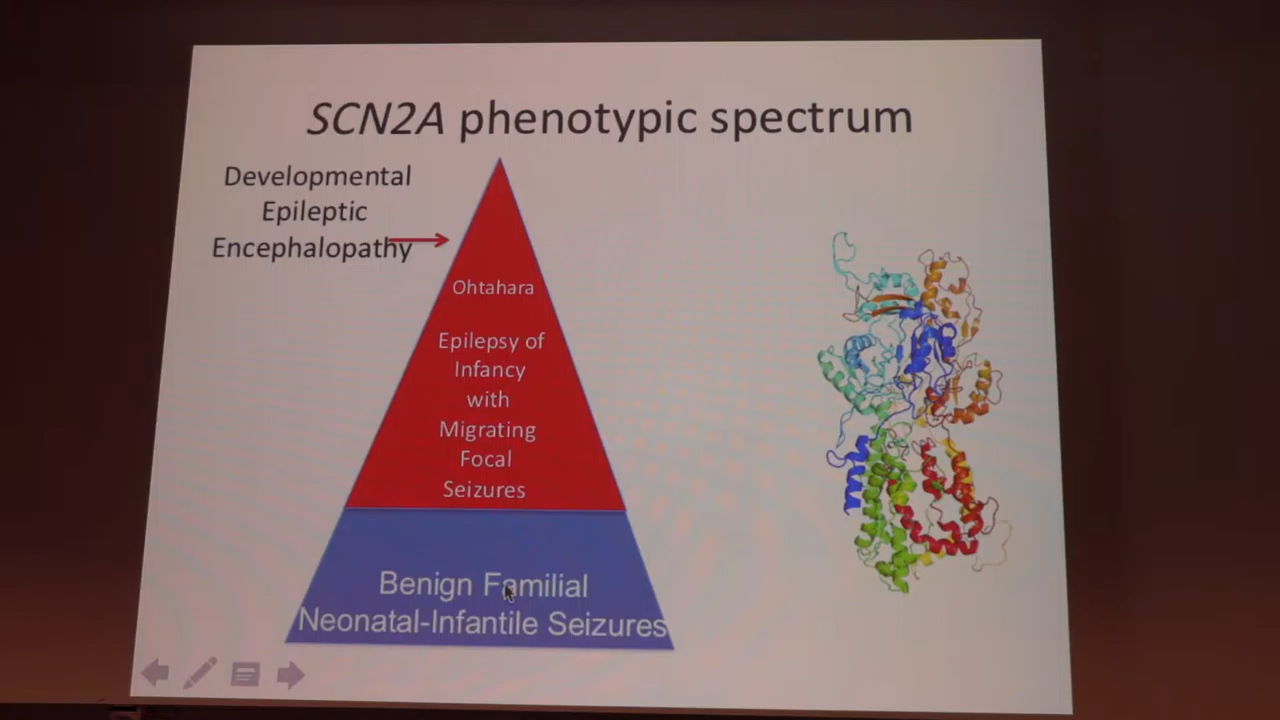 SCN2A phenotypic spectrum
Developmental
Epileptic
Encephalopathy
Ohtahara
Epilepsy of
Infancy
with
Migrating
Focal
Seizures
Benign Familial
Neonatal-Infantile Seizures